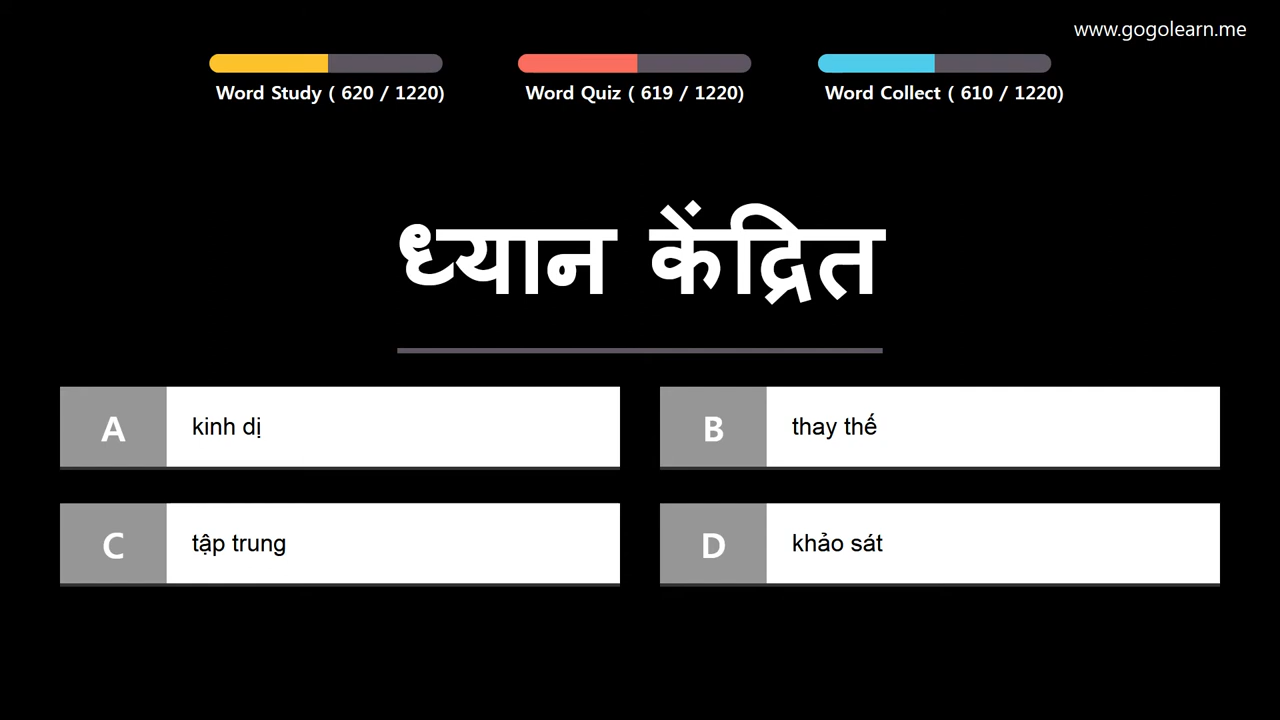 www.gogolearn.me
Word Study ( 620 / 1220)
Word Quiz ( 619 / 1220)
Word Collect ( 610 / 1220)
ध्यान केंद्रित
A
kinh dị
B
thay thế
C
tập trung
D
khảo sát